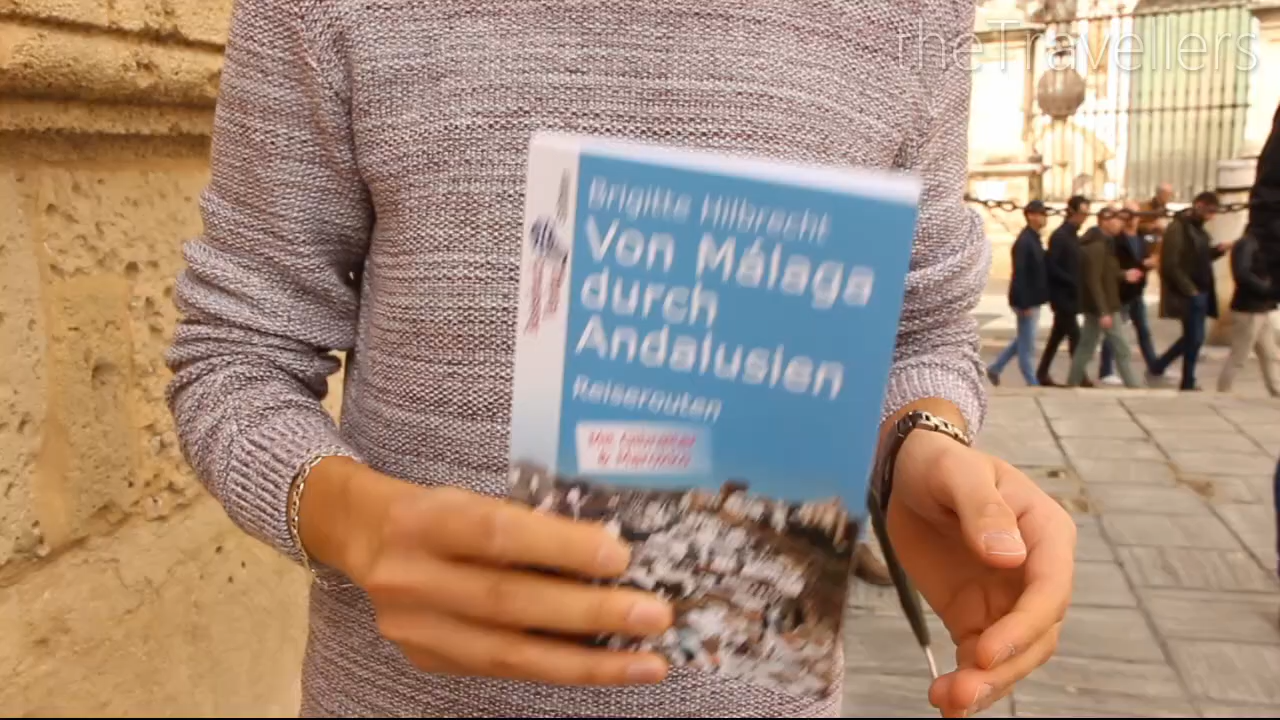 theTravellers
Brigitte Hilbrecht
Von Málaga
durch
Andalusien
Reiserouten